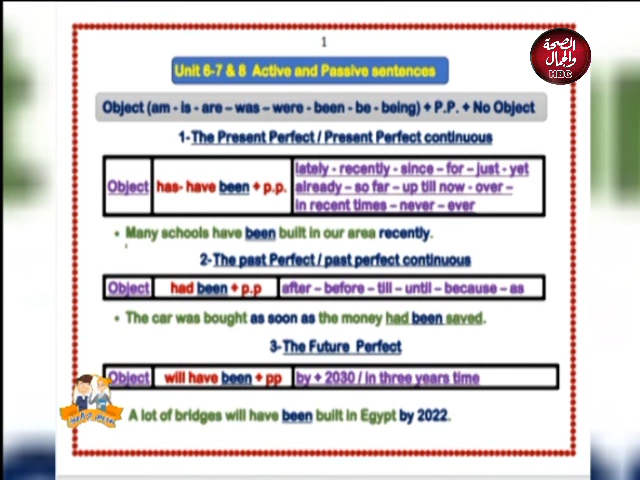 الصحة
والجمال
HBC
1
Unit 6-7 & 8 Active and Passive sentences
Object (am - is - are – was – were - been - be - being) + P.P. + No Object
1-The Present Perfect / Present Perfect continuous
Object has- have been + p.p. lately - recently - since – for – just - yet
already – so far – up till now - over –
in recent times – never – ever
• Many schools have been built in our area recently.
2-The past Perfect / past perfect continuous
Object had been + p.p after – before – till – until – because – as
• The car was bought as soon as the money had been saved.
3-The Future Perfect
Object will have been + pp by + 2030 / in three years time
A lot of bridges will have been built in Egypt by 2022.